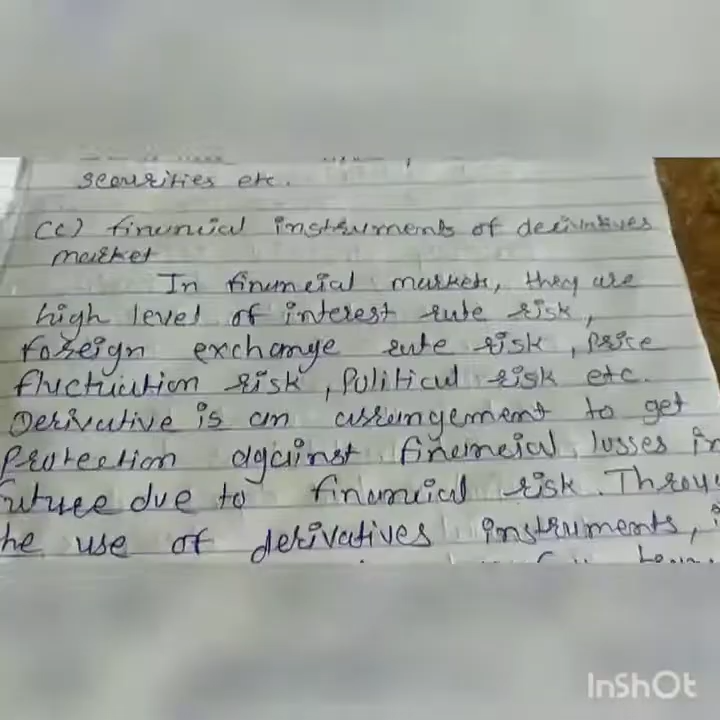 securities etc.
(c) financial instruments of derivatives
market
In financial market, they are
high level of interest rate risk,
foreign exchange rate risk, price
fluctuation risk, Political risk etc.
Derivative is an arrangement to get
protection against financial losses in
future due to financial risk. Throu
he use of derivatives instruments,
InShOt